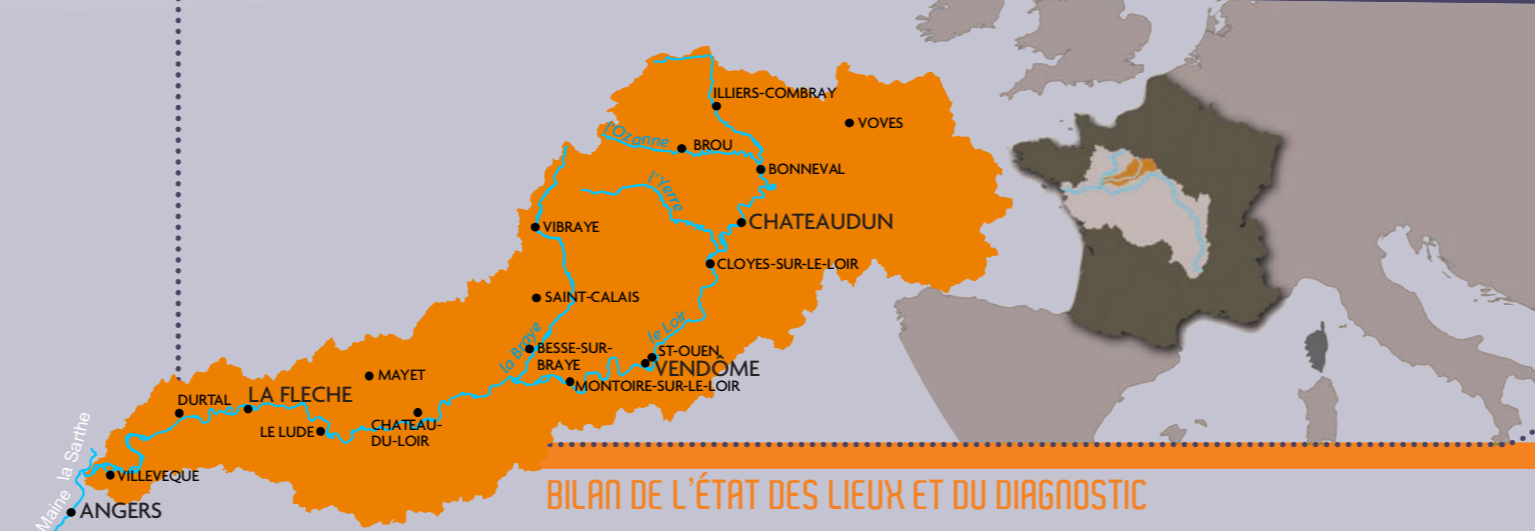 ILLIERS-COMBRAY
VOVES
l'Ozanne
BROU
BONNEVAL
l'Yerre
CHATEAUDUN
VIBRAYE
CLOYES-SUR-LE-LOIR
SAINT-CALAIS
le Loir
la Braye
BESSE-SUR-
BRAYE
ST-OUEN
VENDÔME
MONTOIRE-SUR-LE-LOIR
MAYET
LA FLECHE
DURTAL
CHATEAU-
DU-LOIR
LE LUDE
la Sarthe
VILLEVEQUE
Maine
ANGERS
BILAN DE L'ÉTAT DES LIEUX ET DU DIAGNOSTIC